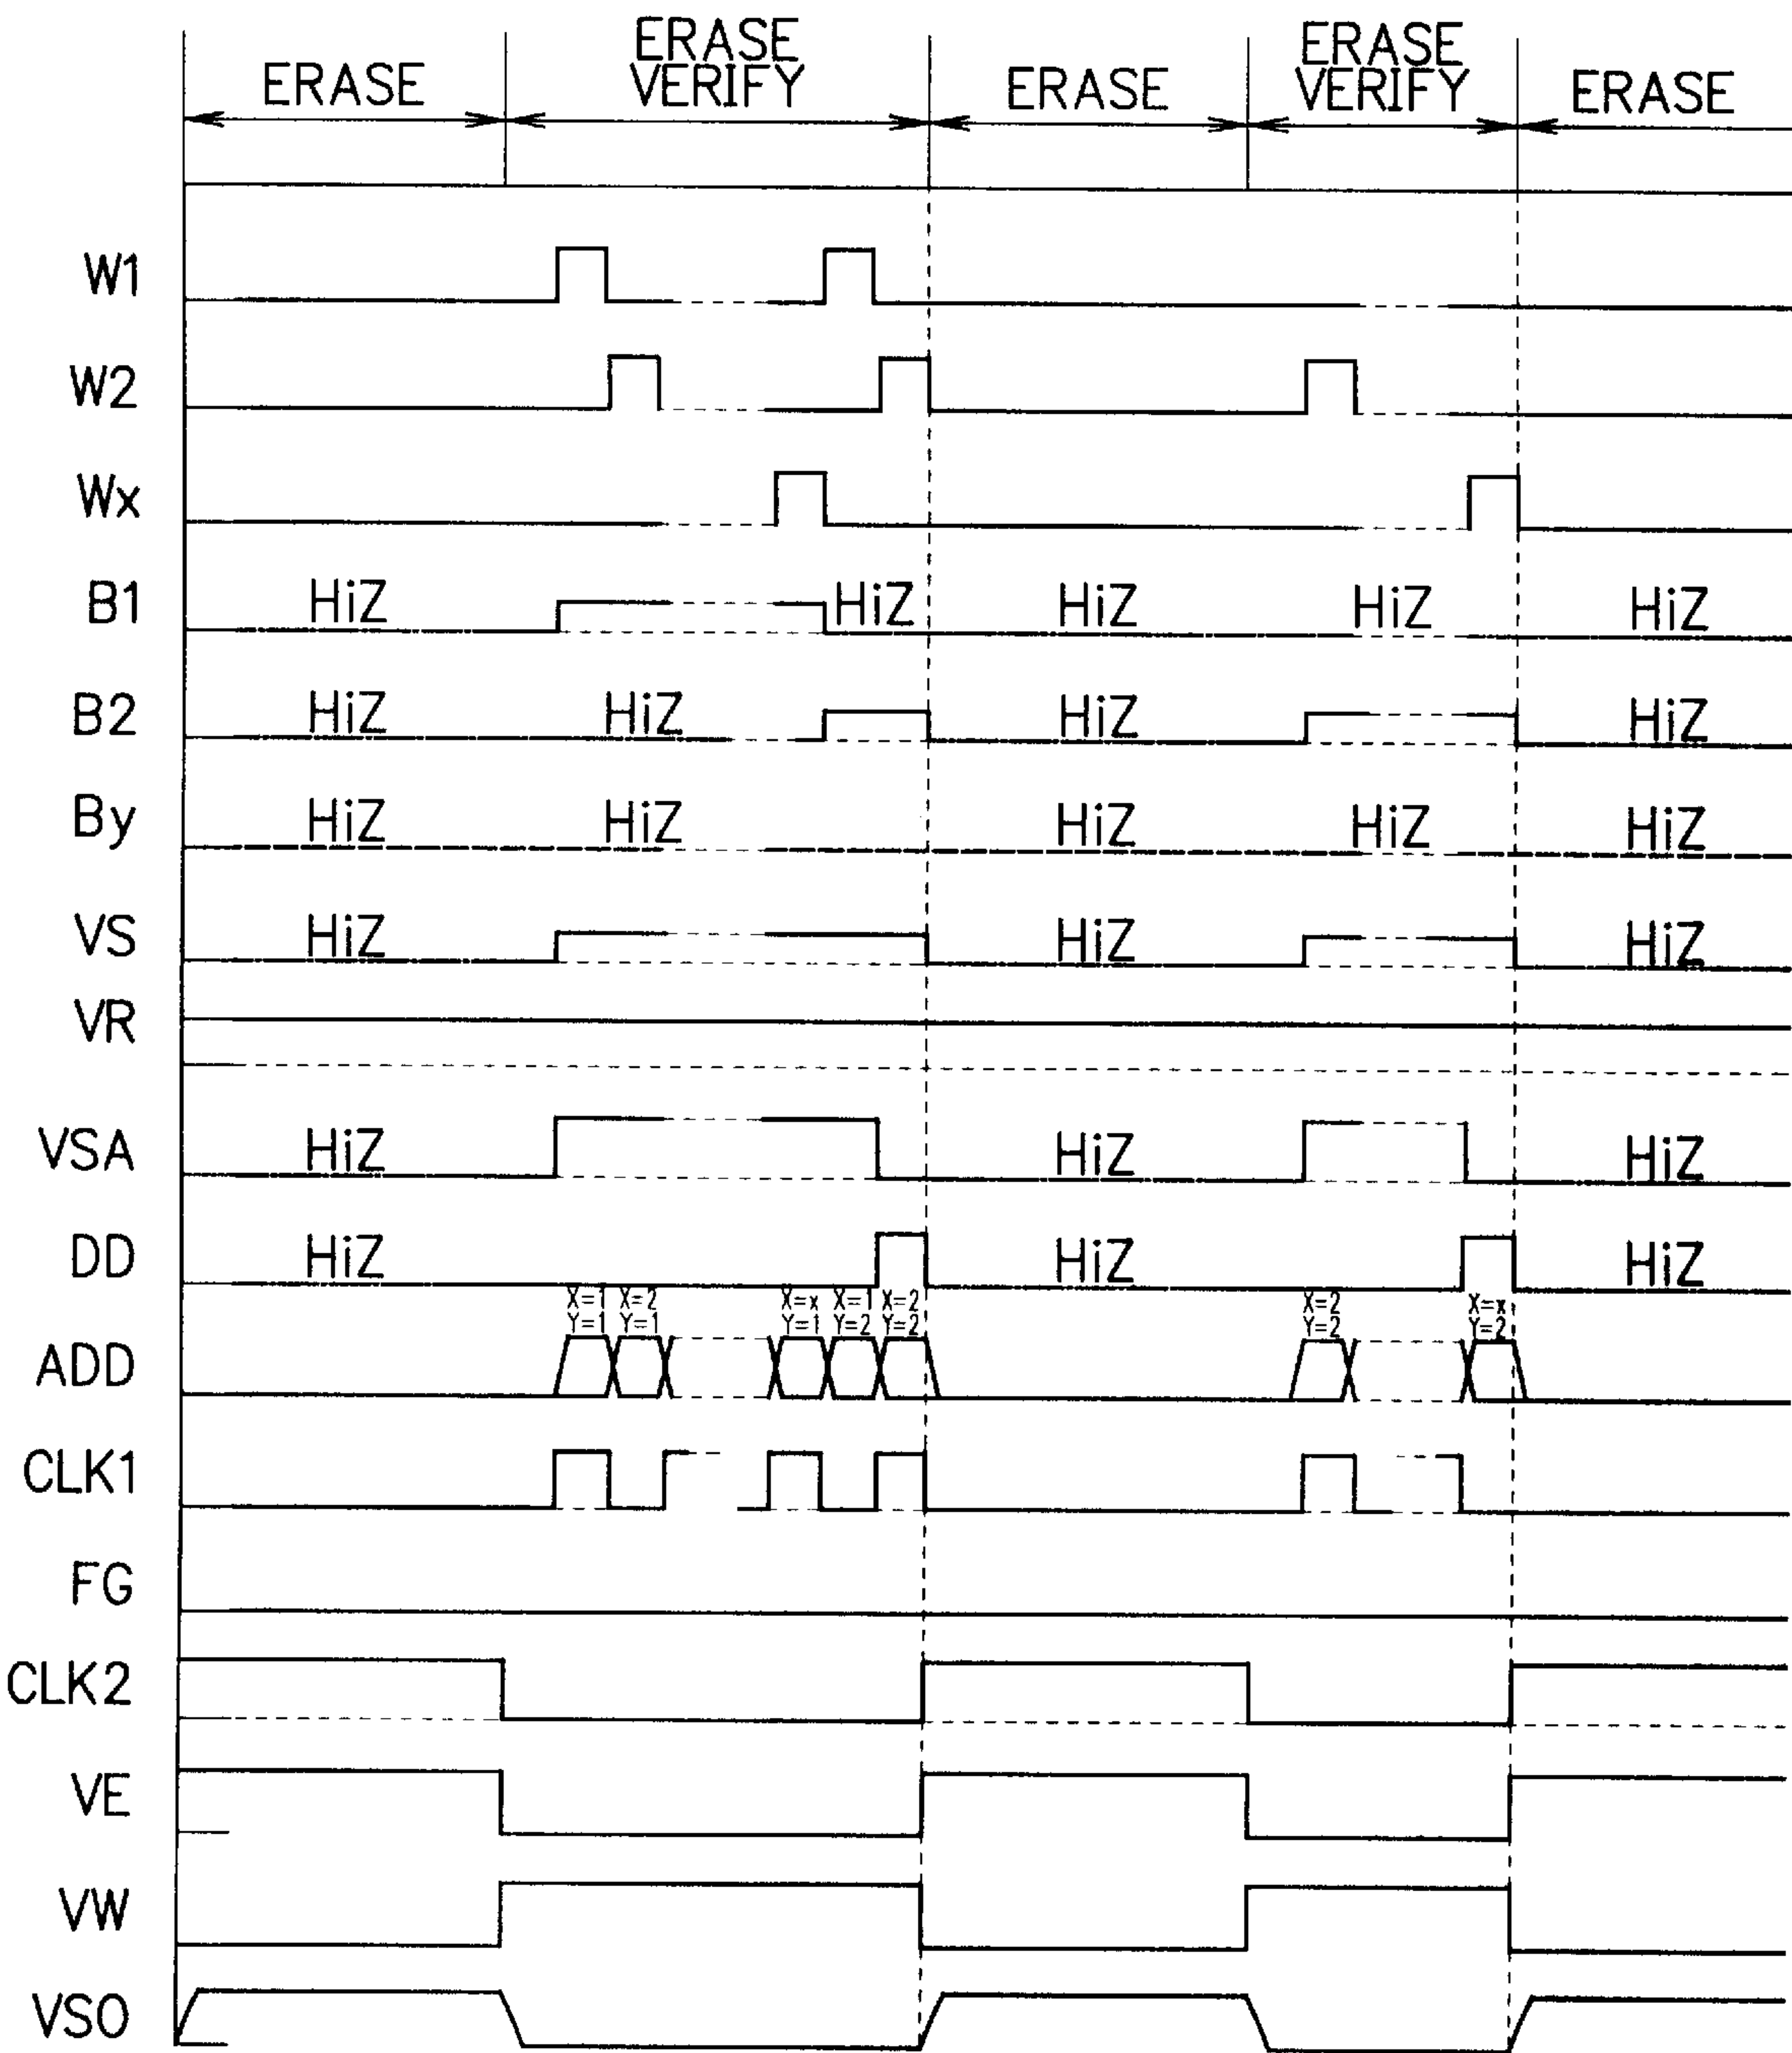 ERASE
ERASE
VERIFY
ERASE
ERASE
VERIFY
ERASE
W1
W2
Wx
B1 HiZ HiZ HiZ HiZ HiZ
B2 HiZ HiZ HiZ HiZ
By HiZ HiZ HiZ HiZ HiZ
VS HiZ HiZ HiZ
VR
VSA HiZ HiZ HiZ
DD HiZ HiZ HiZ
X=1 X=2 X=x X=1 X=2 X=2 X=x
Y=1 Y=1 Y=1 Y=2 Y=2 Y=2 Y=2
ADD
CLK1
FG
CLK2
VE
VW
VSO